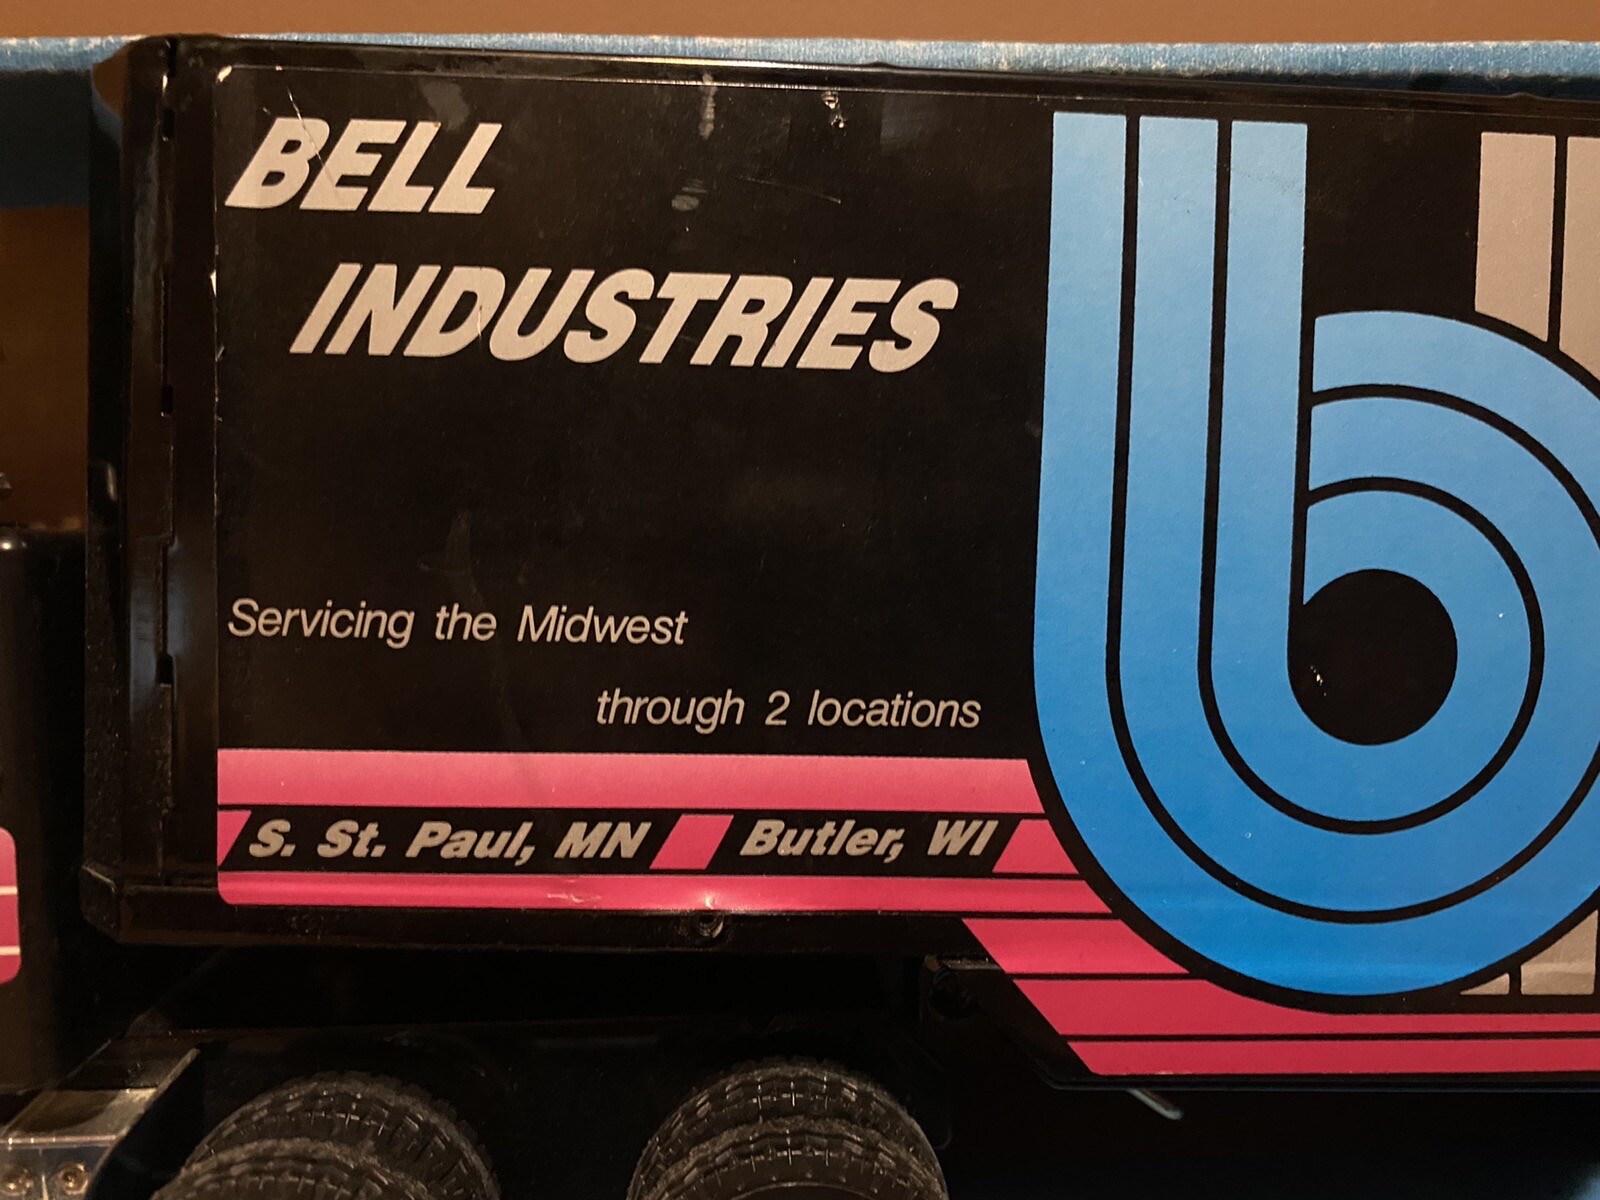 BELL
INDUSTRIES
Servicing the Midwest
through 2 locations
S. St. Paul, MN Butler, WI
b